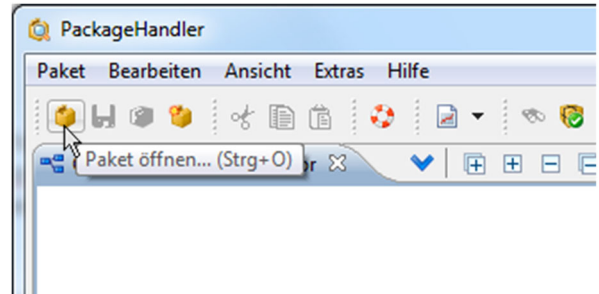 PackageHandler
Paket Bearbeiten Ansicht Extras Hilfe
Paket öffnen... (Strg+O)